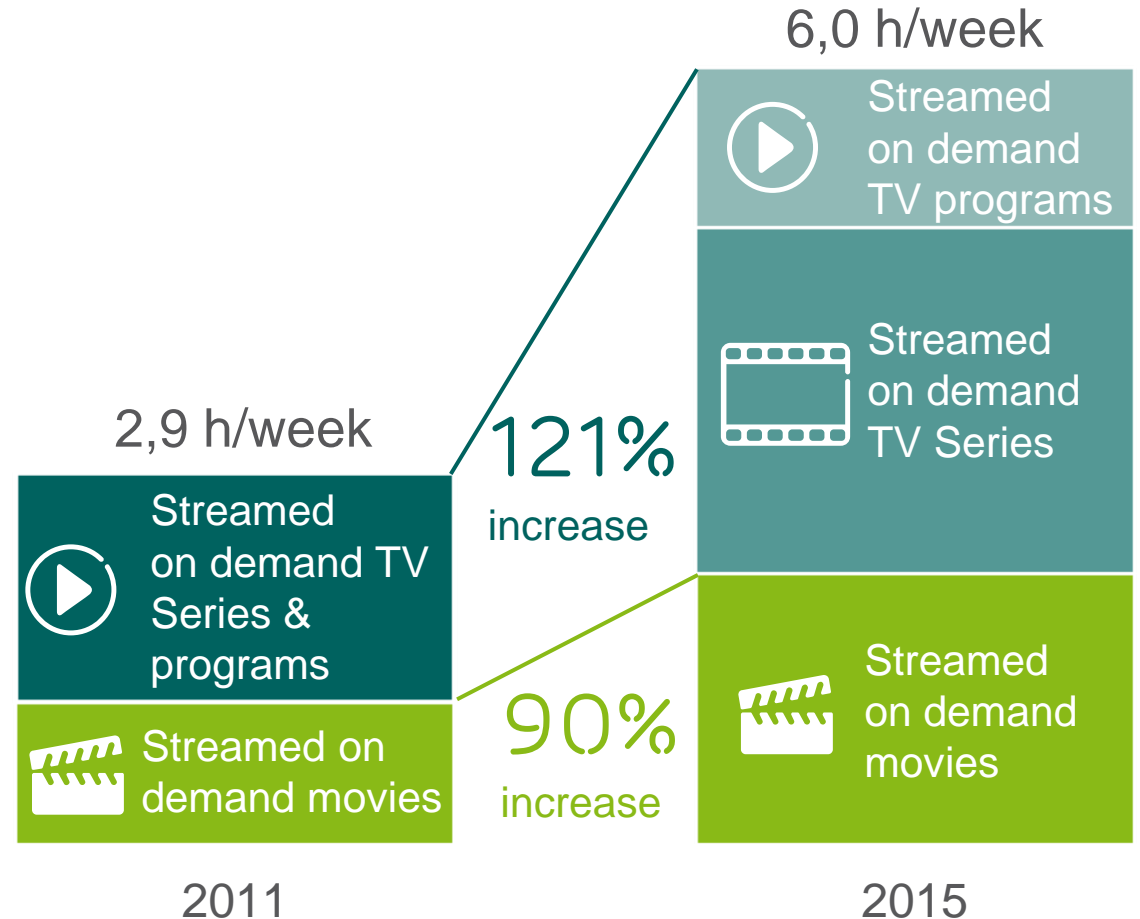 6,0 h/week
Streamed
on demand
TV programs
Streamed
on demand
TV Series
2,9 h/week
121%
increase
Streamed
on demand TV
Series &
programs
Streamed
on demand
movies
90%
increase
Streamed on
demand movies
2011
2015